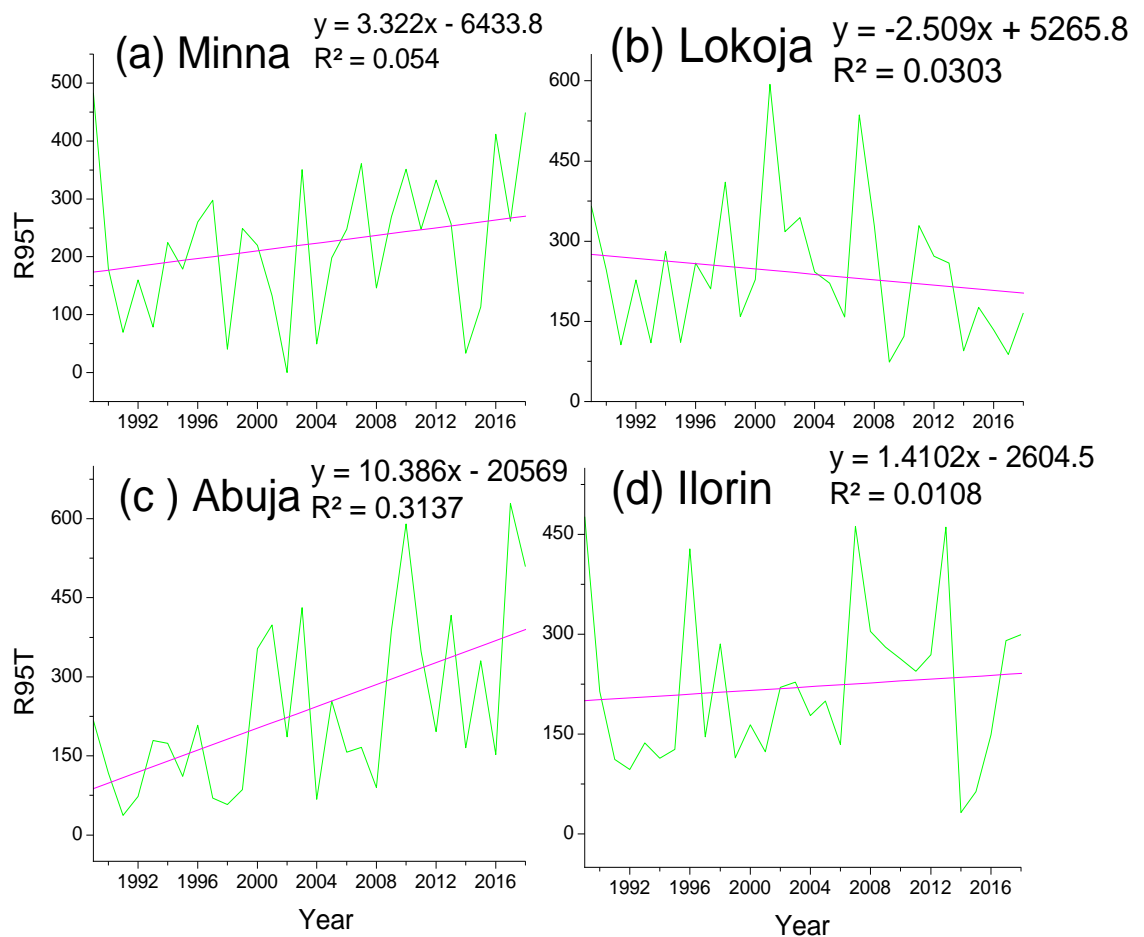 (a) Minna
y = 3.322x - 6433.8
R² = 0.054
R95T
500
400
300
200
100
0
1992 1996 2000 2004 2008 2012 2016
(b) Lokoja
y = -2.509x + 5265.8
R² = 0.0303
600
450
300
150
0
1992 1996 2000 2004 2008 2012 2016
(c ) Abuja
y = 10.386x - 20569
R² = 0.3137
R95T
600
450
300
150
0
1992 1996 2000 2004 2008 2012 2016
Year
(d) Ilorin
y = 1.4102x - 2604.5
R² = 0.0108
450
300
150
0
1992 1996 2000 2004 2008 2012 2016
Year